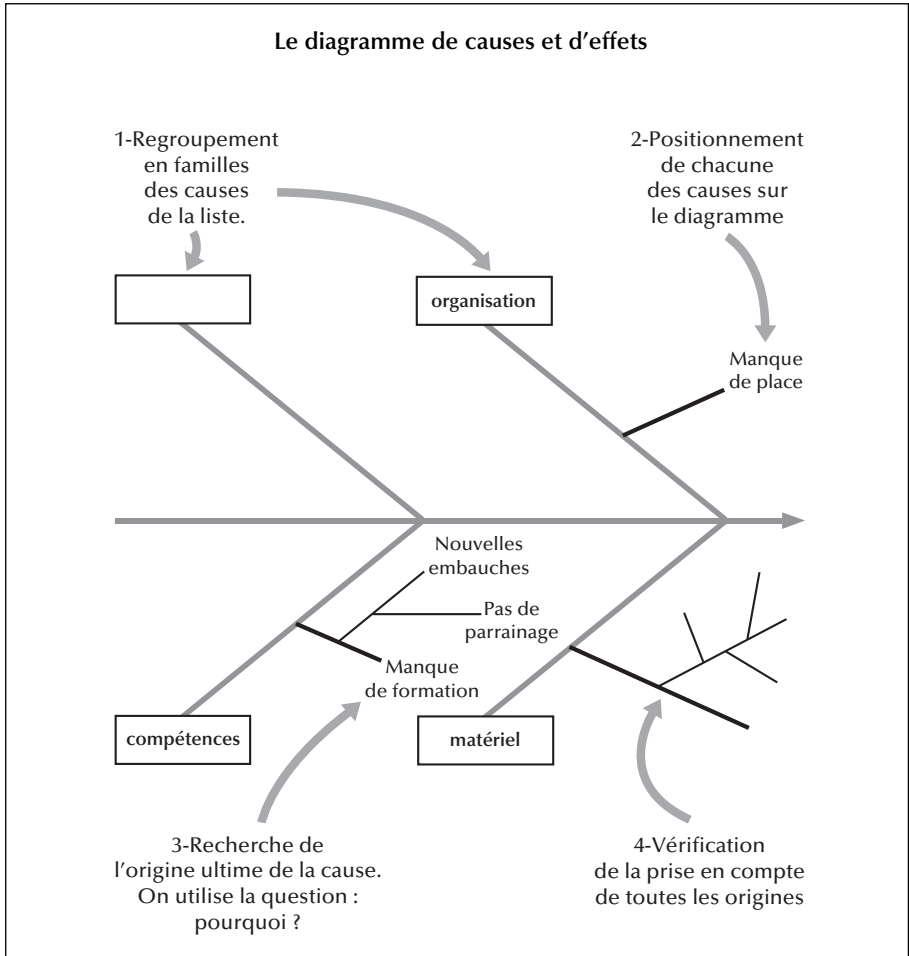 Le diagramme de causes et d'effets
1-Regroupement
en familles
des causes
de la liste.
2-Positionnement
de chacune
des causes sur
le diagramme
organisation
Manque
de place
Nouvelles
embauches
Pas de
parrainage
Manque
de formation
compétences
matériel
3-Recherche de
l'origine ultime de la cause.
On utilise la question :
pourquoi ?
4-Vérification
de la prise en compte
de toutes les origines